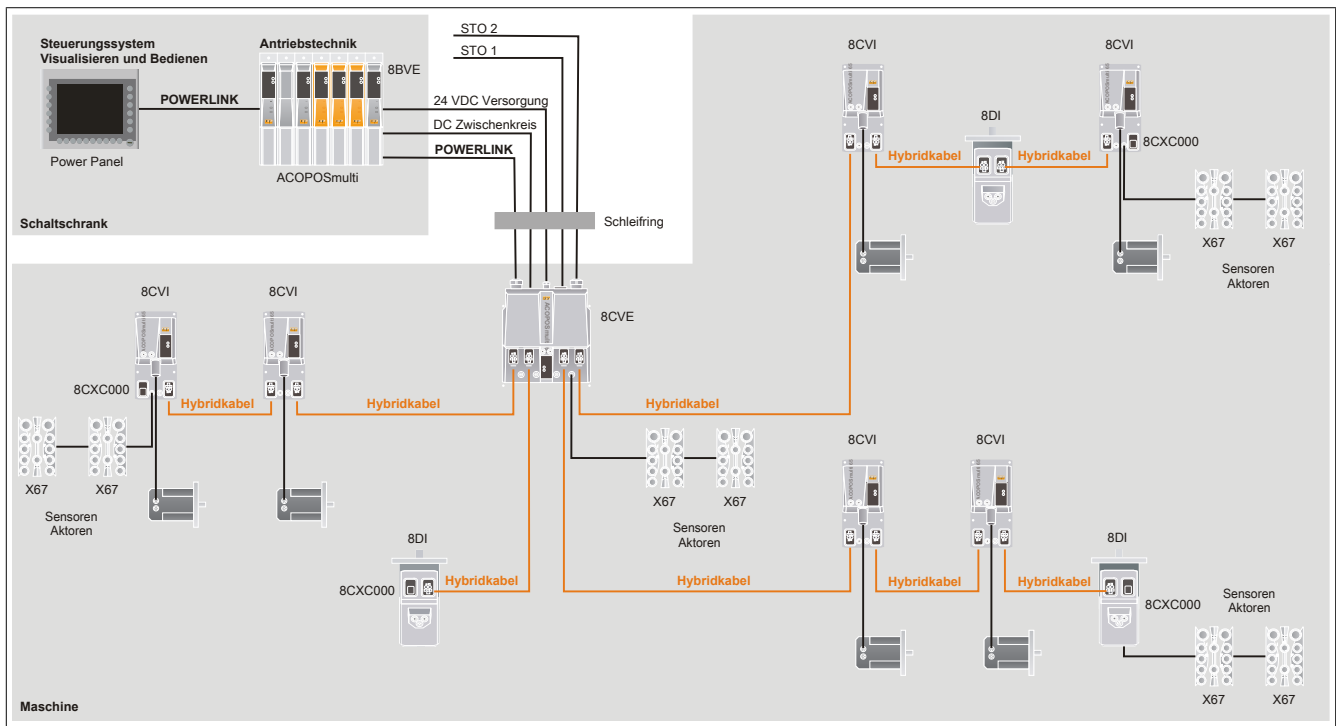 Steuerungssystem
Visualisieren und Bedienen
Antriebstechnik
8BVE
POWERLINK
Power Panel
ACOPOSmulti
Schaltschrank
STO 2
STO 1
24 VDC Versorgung
DC Zwischenkreis
POWERLINK
Schleifring
8CVI
8DI
8CVI
8CXC000
Hybridkabel
Hybridkabel
X67
X67
Sensoren
Aktoren
8CVI
8CVI
8CVE
ACOPOSmulti
8CXC000
Hybridkabel
Hybridkabel
Hybridkabel
X67
X67
Sensoren
Aktoren
X67
X67
Sensoren
Aktoren
8CVI
8CVI
8DI
8CXC000
Hybridkabel
Hybridkabel
Hybridkabel
Hybridkabel
8DI
8CXC000
Sensoren
Aktoren
X67
X67
Maschine